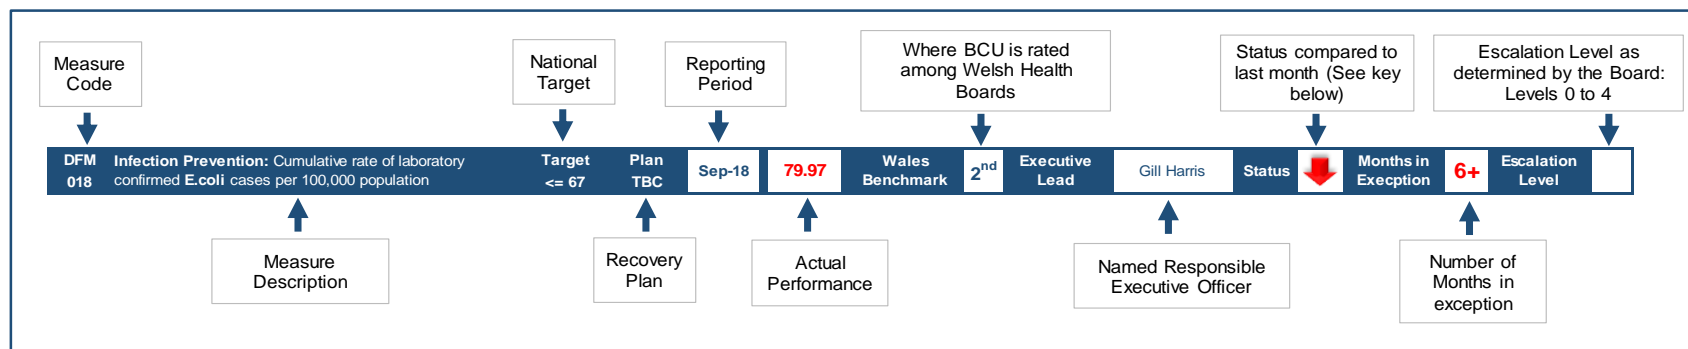 Measure
Code
National
Target
Reporting
Period
Where BCU is rated
among Welsh Health
Boards
Status compared to
last month (See key
below)
Escalation Level as
determined by the Board:
Levels 0 to 4
DFM
018
Infection Prevention: Cumulative rate of laboratory
confirmed E.coli cases per 100,000 population
Target
<= 67
Plan
TBC
Sep-18
79.97
Wales
Benchmark
2nd
Executive
Lead
Gill Harris
Status
Months in
Execption
6+
Escalation
Level
Measure
Description
Recovery
Plan
Actual
Performance
Named Responsible
Executive Officer
Number of
Months in
exception